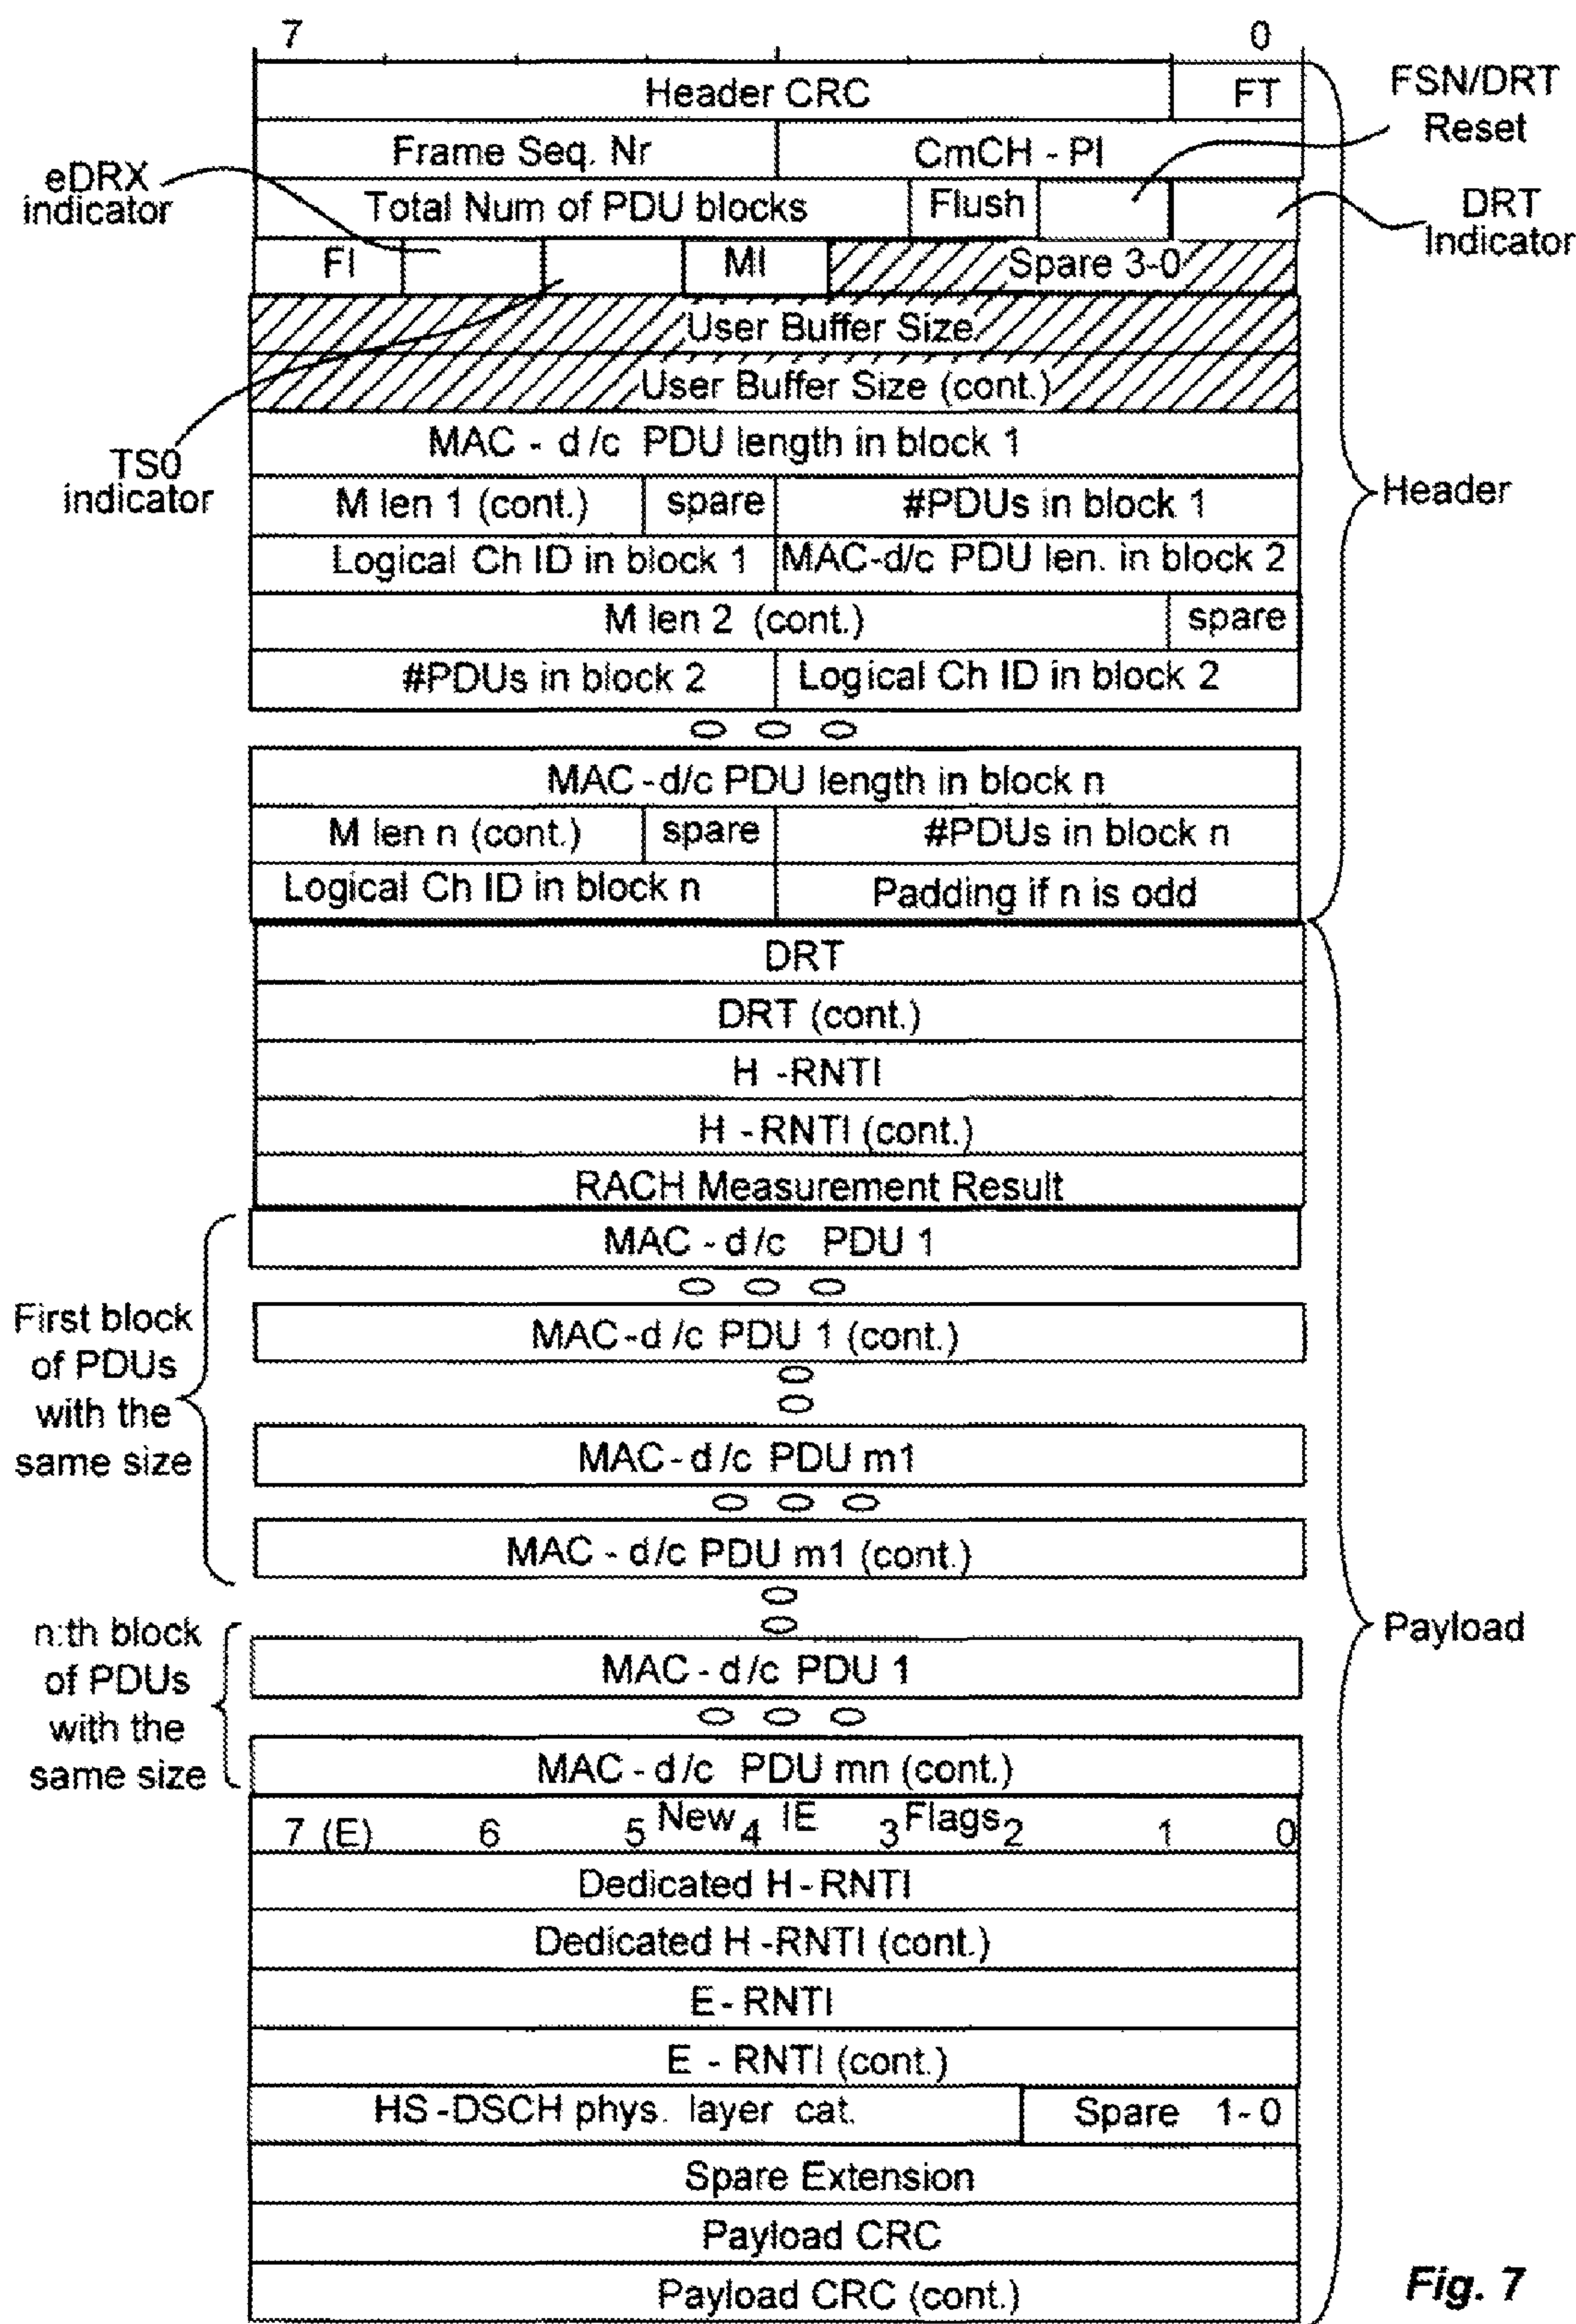 7 0
Header CRC FT
FSN/DRT
Reset
Frame Seq. Nr CmCH - PI
eDRX
indicator
Total Num of PDU blocks Flush
DRT
Indicator
FI MI Spare 3-0
User Buffer Size
User Buffer Size (cont.)
MAC - d/c PDU length in block 1
TS0
indicator
M len 1 (cont.) spare #PDUs in block 1
Header
Logical Ch ID in block 1 MAC-d/c PDU len. in block 2
M len 2 (cont.) spare
#PDUs in block 2 Logical Ch ID in block 2
MAC-d/c PDU length in block n
M len n (cont.) spare #PDUs in block n
Logical Ch ID in block n Padding if n is odd
DRT
DRT (cont.)
H -RNTI
H -RNTI (cont.)
RACH Measurement Result
MAC - d/c PDU 1
First block
of PDUs
with the
same size
MAC-d /c PDU 1 (cont.)
MAC-d/c PDU m1
MAC - d/c PDU m1 (cont.)
n:th block
of PDUs
with the
same size
Payload
MAC - d/c PDU 1
MAC - d/c PDU mn (cont.)
7 (E) 6 5 New 4 IE 3 Flags 2 1 0
Dedicated H-RNTI
Dedicated H -RNTI (cont.)
E-RNTI
E - RNTI (cont.)
HS-DSCH phys. layer cat. Spare 1-0
Spare Extension
Payload CRC
Payload CRC (cont.)
Fig. 7